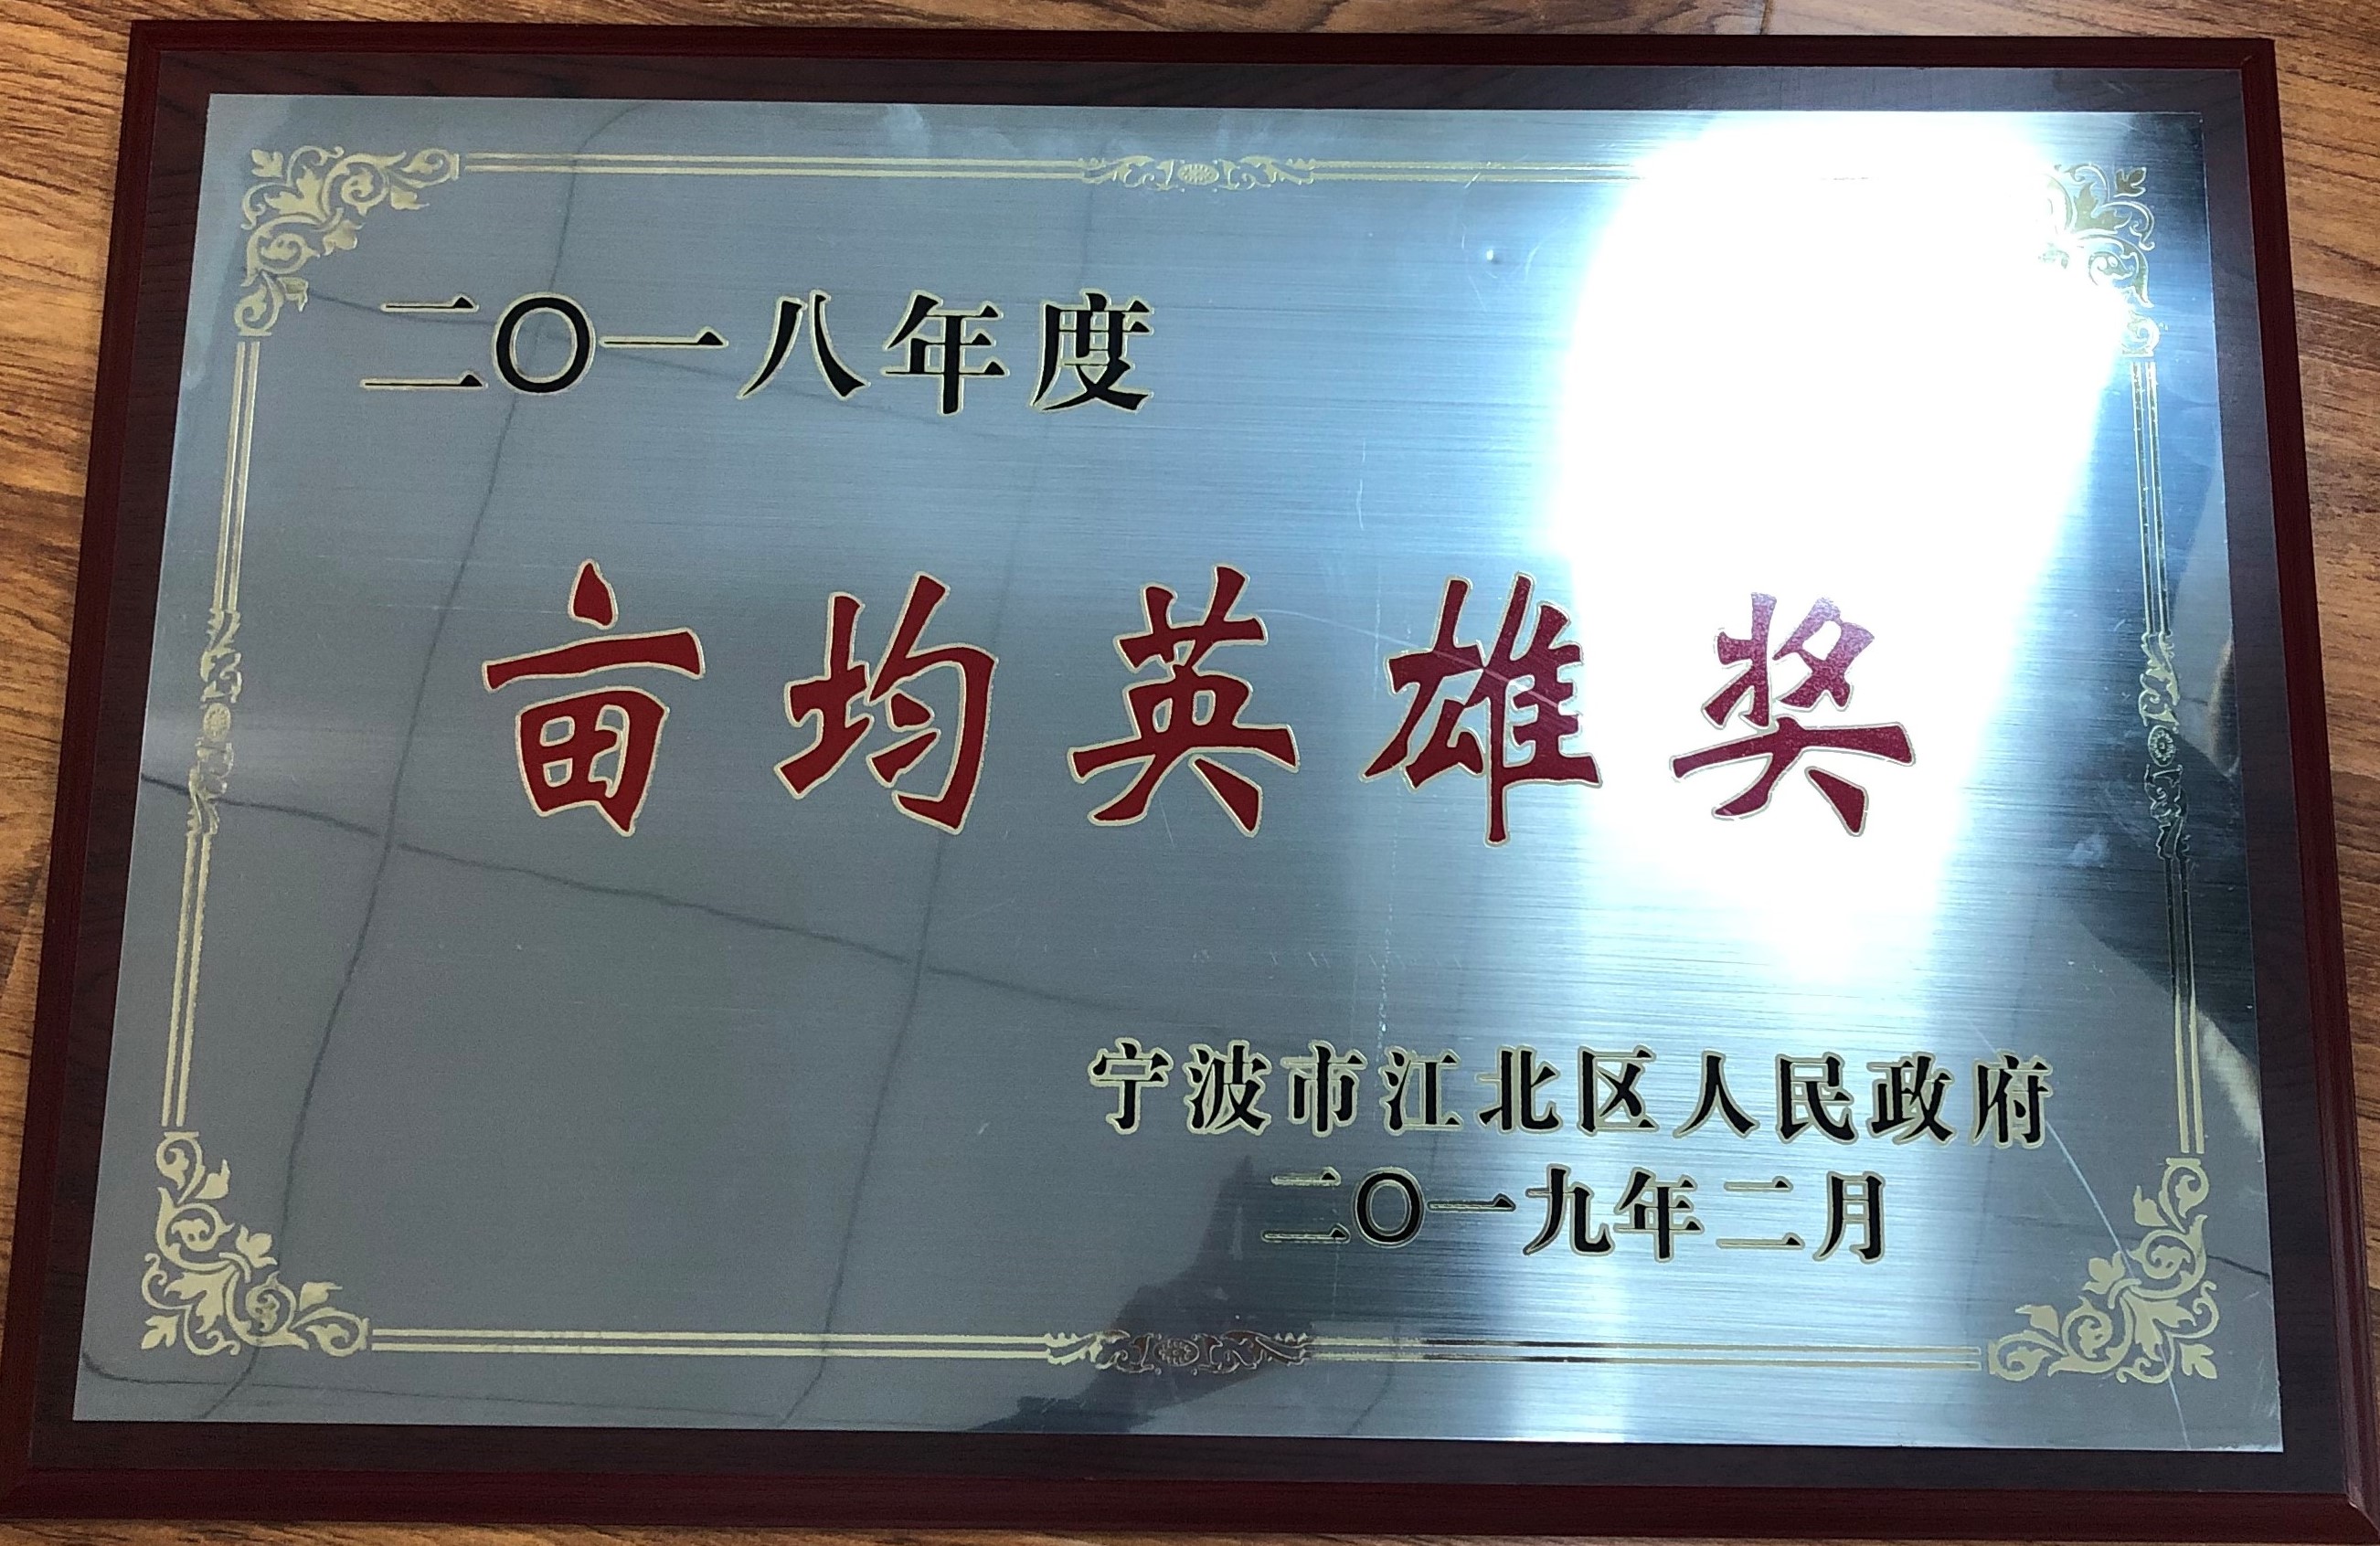 二〇一八年度
亩均英雄奖
宁波市江北区人民政府
二〇一九年二月